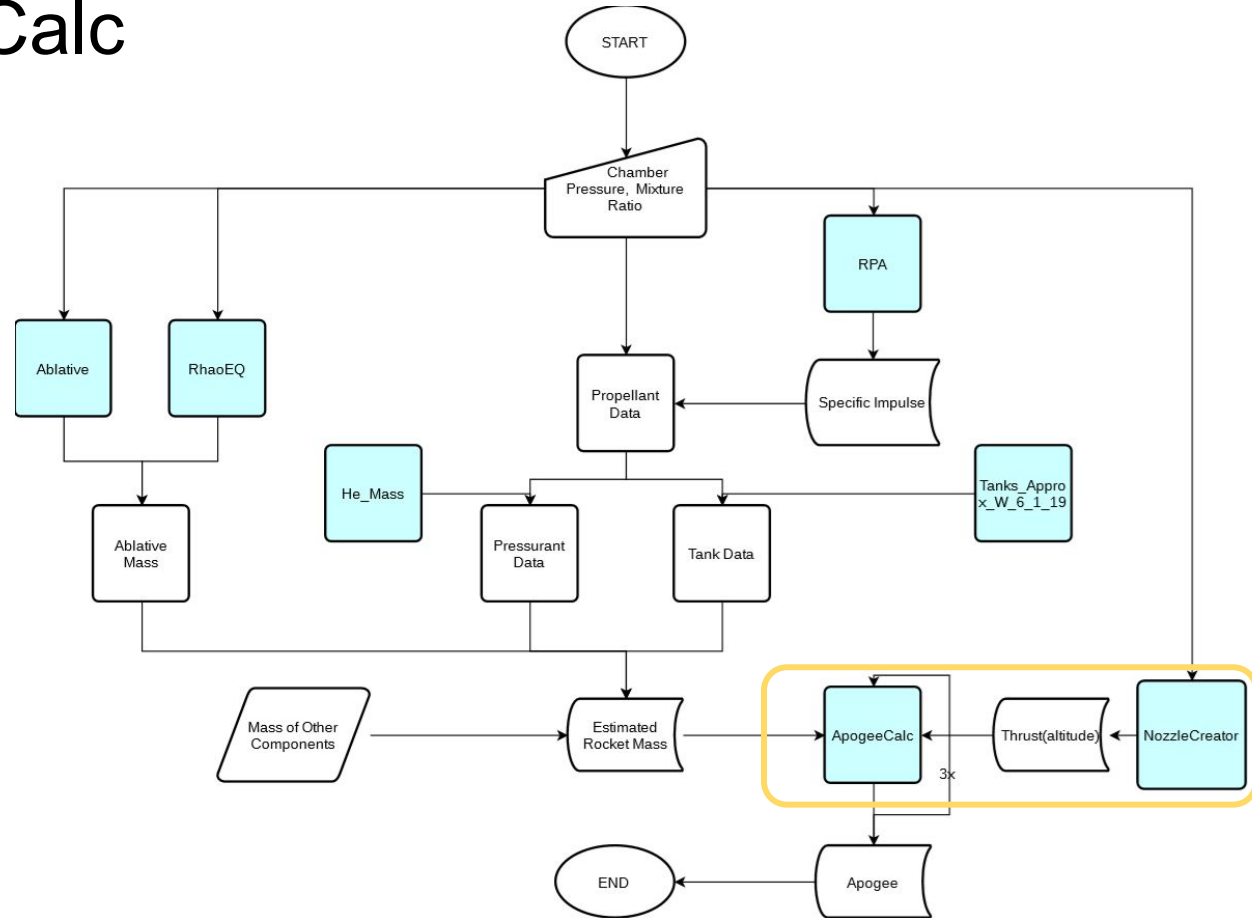 Calc
START
Chamber
Pressure, Mixture
Ratio
RPA
Ablative
RhaoEQ
Propellant
Data
Specific Impulse
He_Mass
Tanks_Appro
x_W_6_1_19
Ablative
Mass
Pressurant
Data
Tank Data
Mass of Other
Components
Estimated
Rocket Mass
ApogeeCalc
Thrust(altitude)
NozzleCreator
3x
END
Apogee